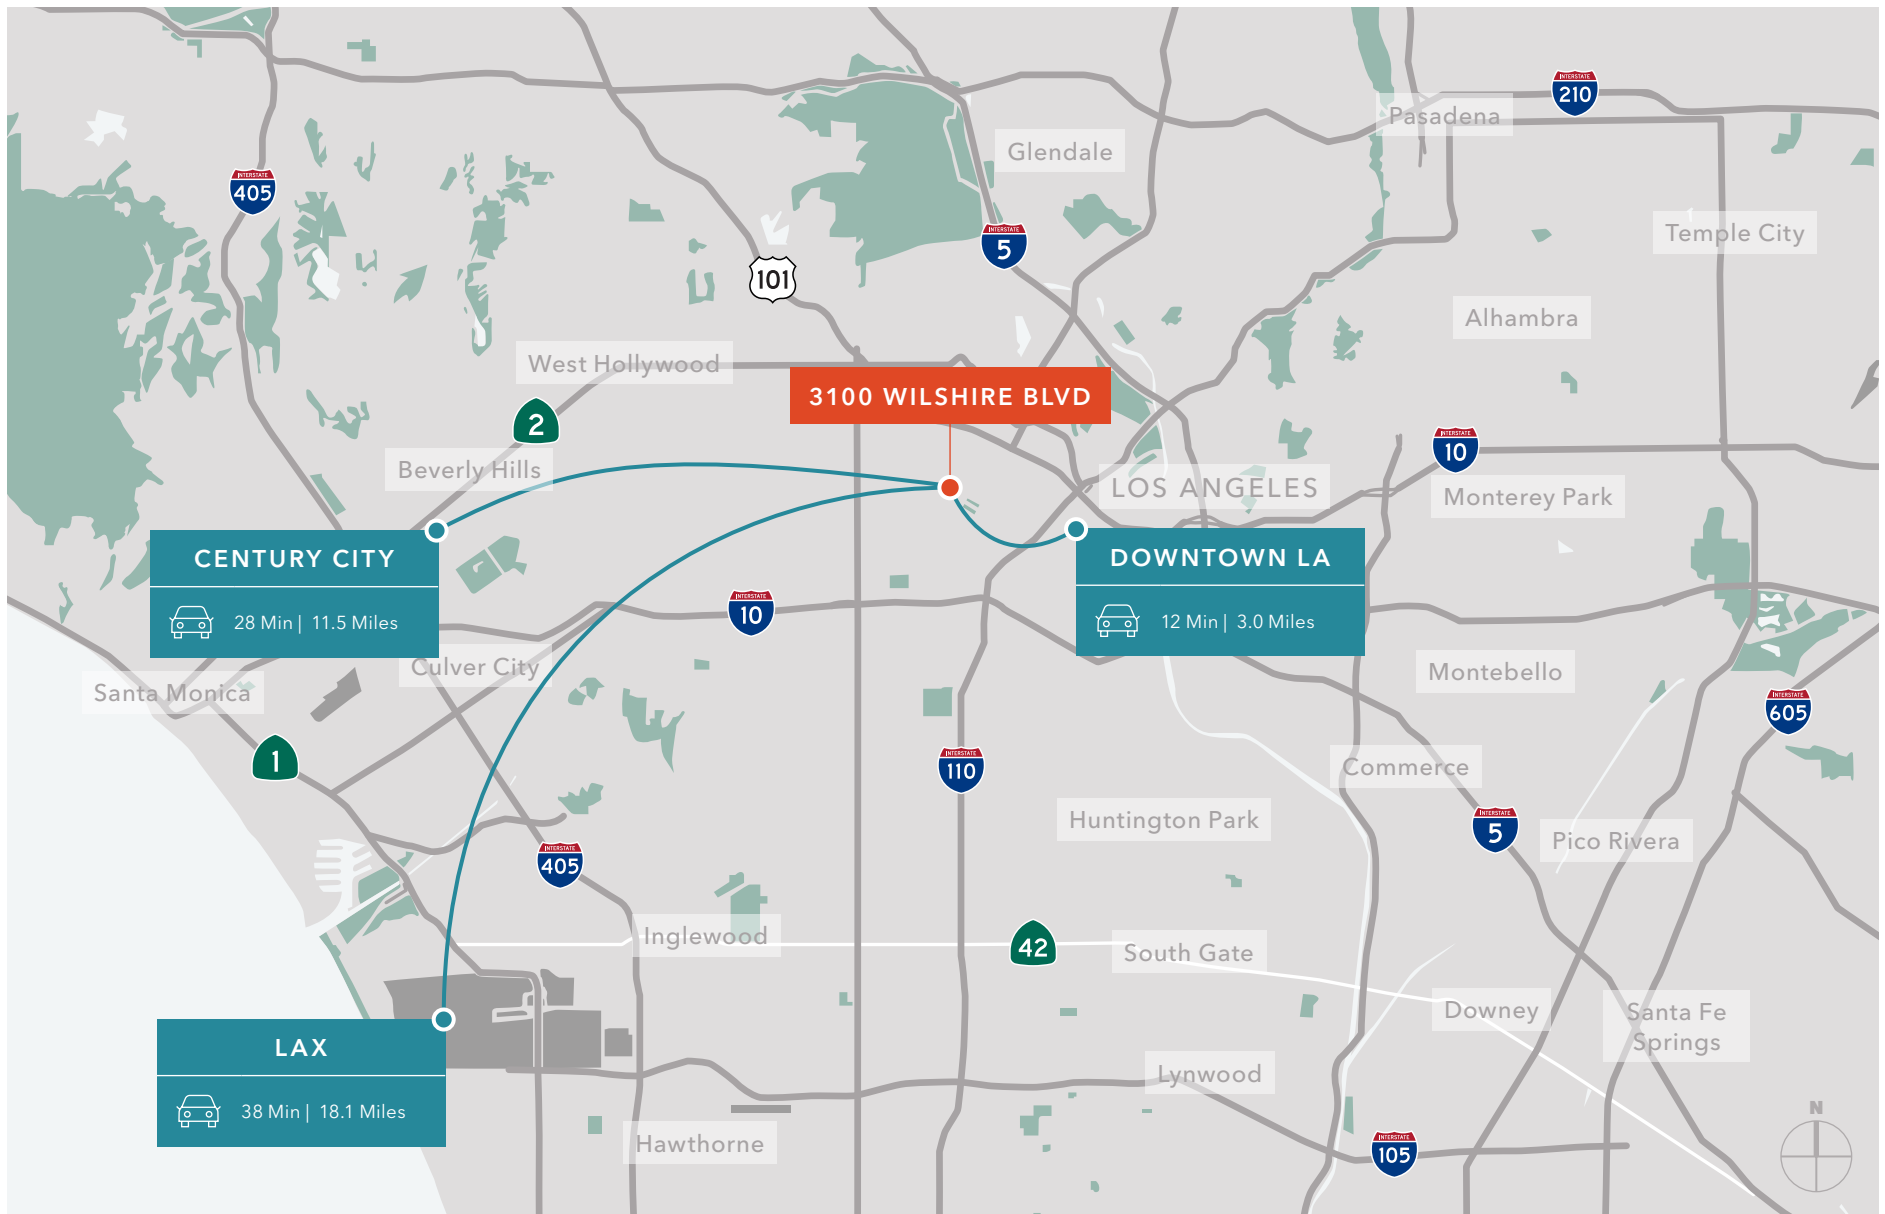 INTERSTATE
210
Pasadena
Glendale
INTERSTATE
405
Temple City
INTERSTATE
5
101
Alhambra
West Hollywood
3100 WILSHIRE BLVD
2
INTERSTATE
10
Beverly Hills
LOS ANGELES
Monterey Park
CENTURY CITY
28 Min | 11.5 Miles
DOWNTOWN LA
12 Min | 3.0 Miles
INTERSTATE
10
Culver City
Montebello
Santa Monica
INTERSTATE
605
1
INTERSTATE
110
Commerce
Huntington Park
INTERSTATE
5
Pico Rivera
INTERSTATE
405
Inglewood
42
South Gate
Downey
Santa Fe
Springs
LAX
38 Min | 18.1 Miles
Lynwood
N
Hawthorne
INTERSTATE
105